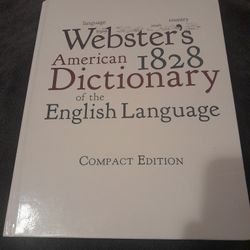 language country
Webster's
American 1828
Dictionary
of the
English Language
COMPACT EDITION